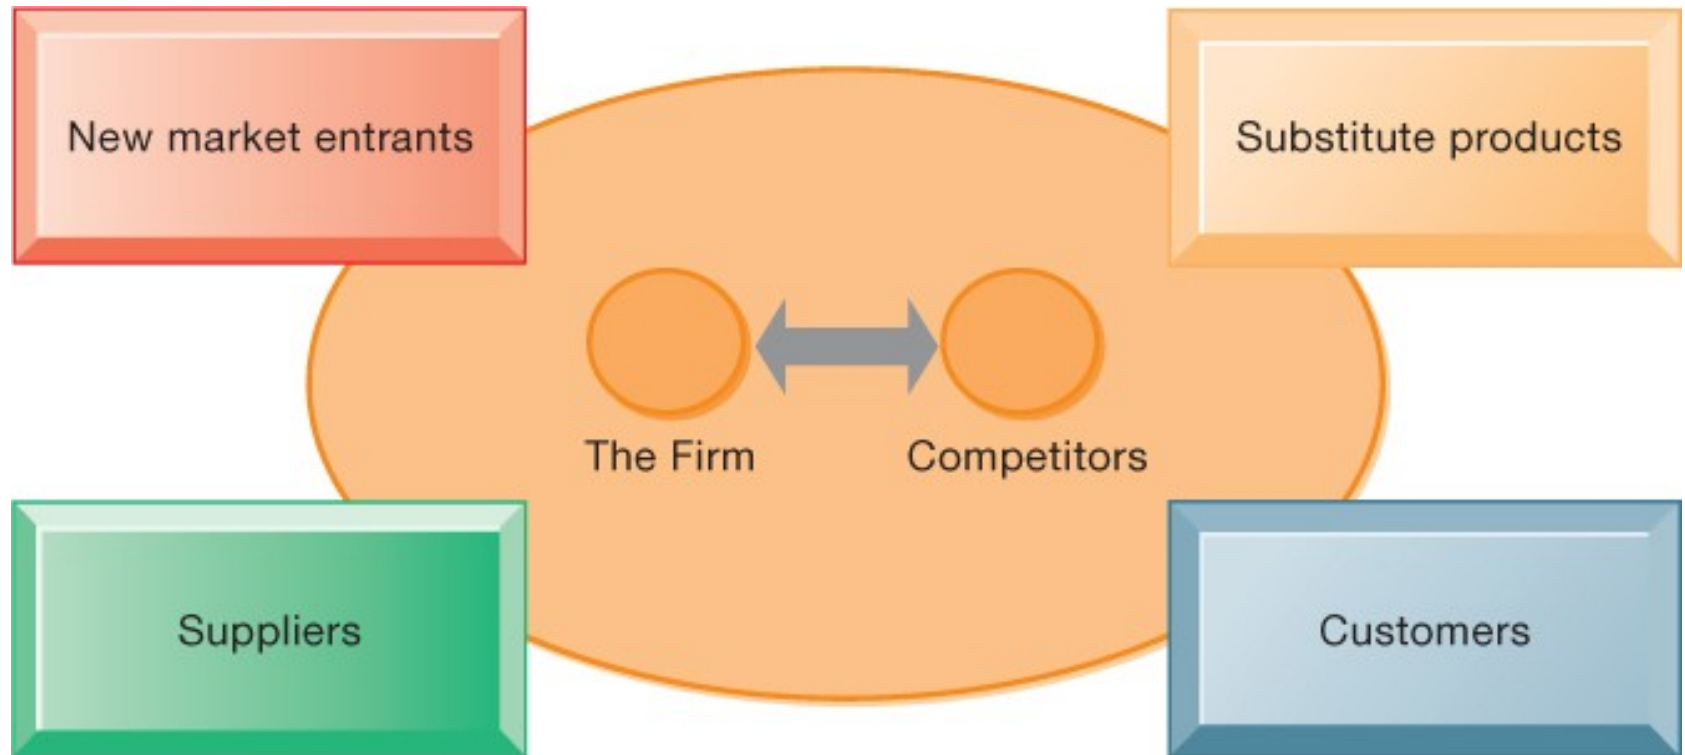 New market entrants
Substitute products
The Firm
Competitors
Suppliers
Customers